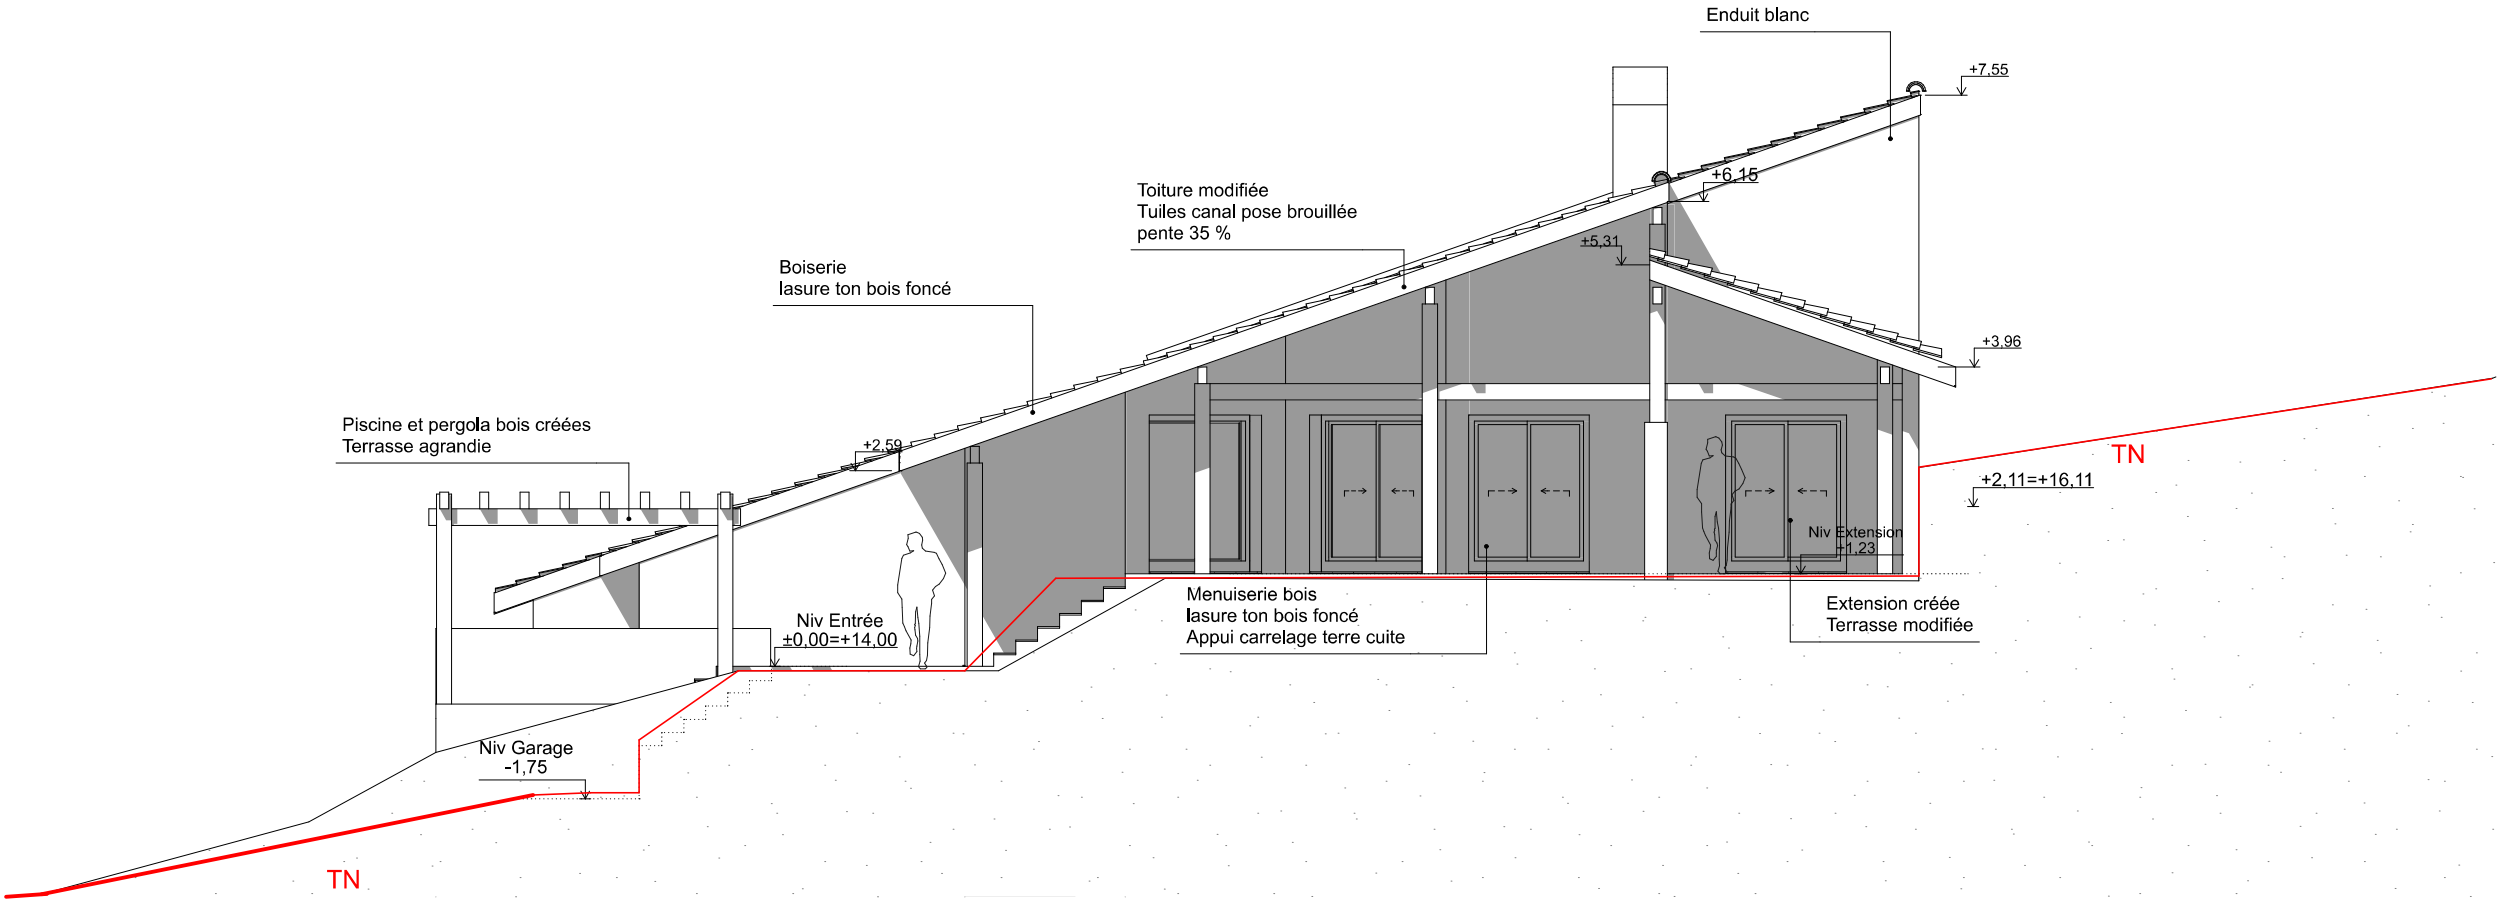 Enduit blanc
+7,55
Toiture modifiée
Tuiles canal pose brouillée
pente 35 %
+6,15
+5,31
Boiserie
lasure ton bois foncé
+3,96
Piscine et pergola bois créées
Terrasse agrandie
+2,59
TN
+2,11=+16,11
Niv Extension
+1,23
Menuiserie bois
lasure ton bois foncé
Appui carrelage terre cuite
Extension créée
Terrasse modifiée
Niv Entrée
±0,00=+14,00
Niv Garage
-1,75
TN